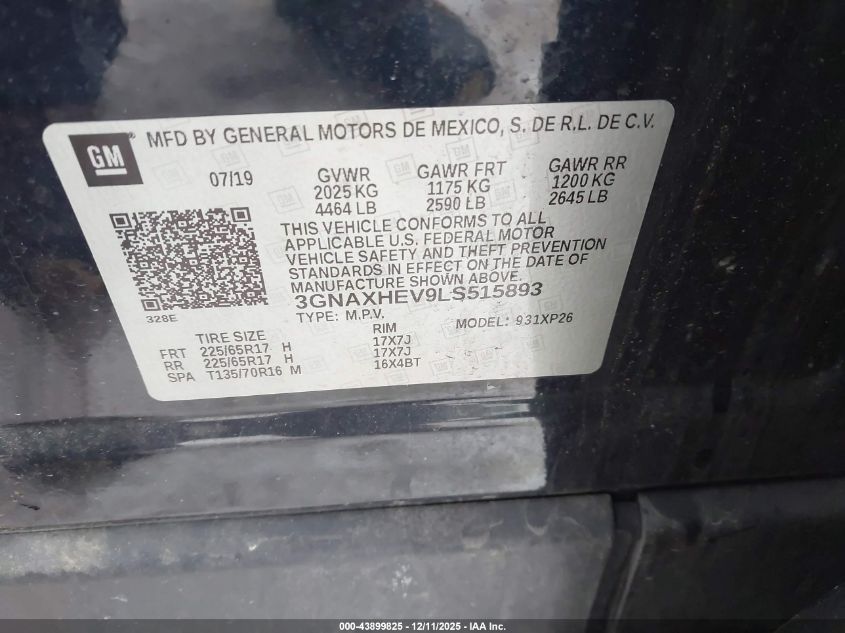 GM
MFD BY GENERAL MOTORS DE MEXICO, S. DE R.L. DE C.V.
07/19 GVWR GAWR FRT GAWR RR
2025 KG 1175 KG 1200 KG
4464 LB 2590 LB 2645 LB
THIS VEHICLE CONFORMS TO ALL
APPLICABLE U.S. FEDERAL MOTOR
VEHICLE SAFETY AND THEFT PREVENTION
STANDARDS IN EFFECT ON THE DATE OF
MANUFACTURE SHOWN ABOVE.
3GNAXHEV9LS515893
328E
TYPE: M.P.V. MODEL: 931XP26
TIRE SIZE RIM
FRT 225/65R17 H 17X7J
RR 225/65R17 H 17X7J
SPA T135/70R16 M 16X4BT
000-43899825 - 12/11/2025 - IAA Inc.